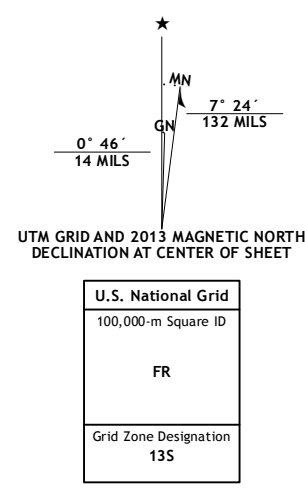 MN
7° 24´
132 MILS
GN
0° 46´
14 MILS
UTM GRID AND 2013 MAGNETIC NORTH
DECLINATION AT CENTER OF SHEET
U.S. National Grid
100,000-m Square ID
FR
Grid Zone Designation
13S